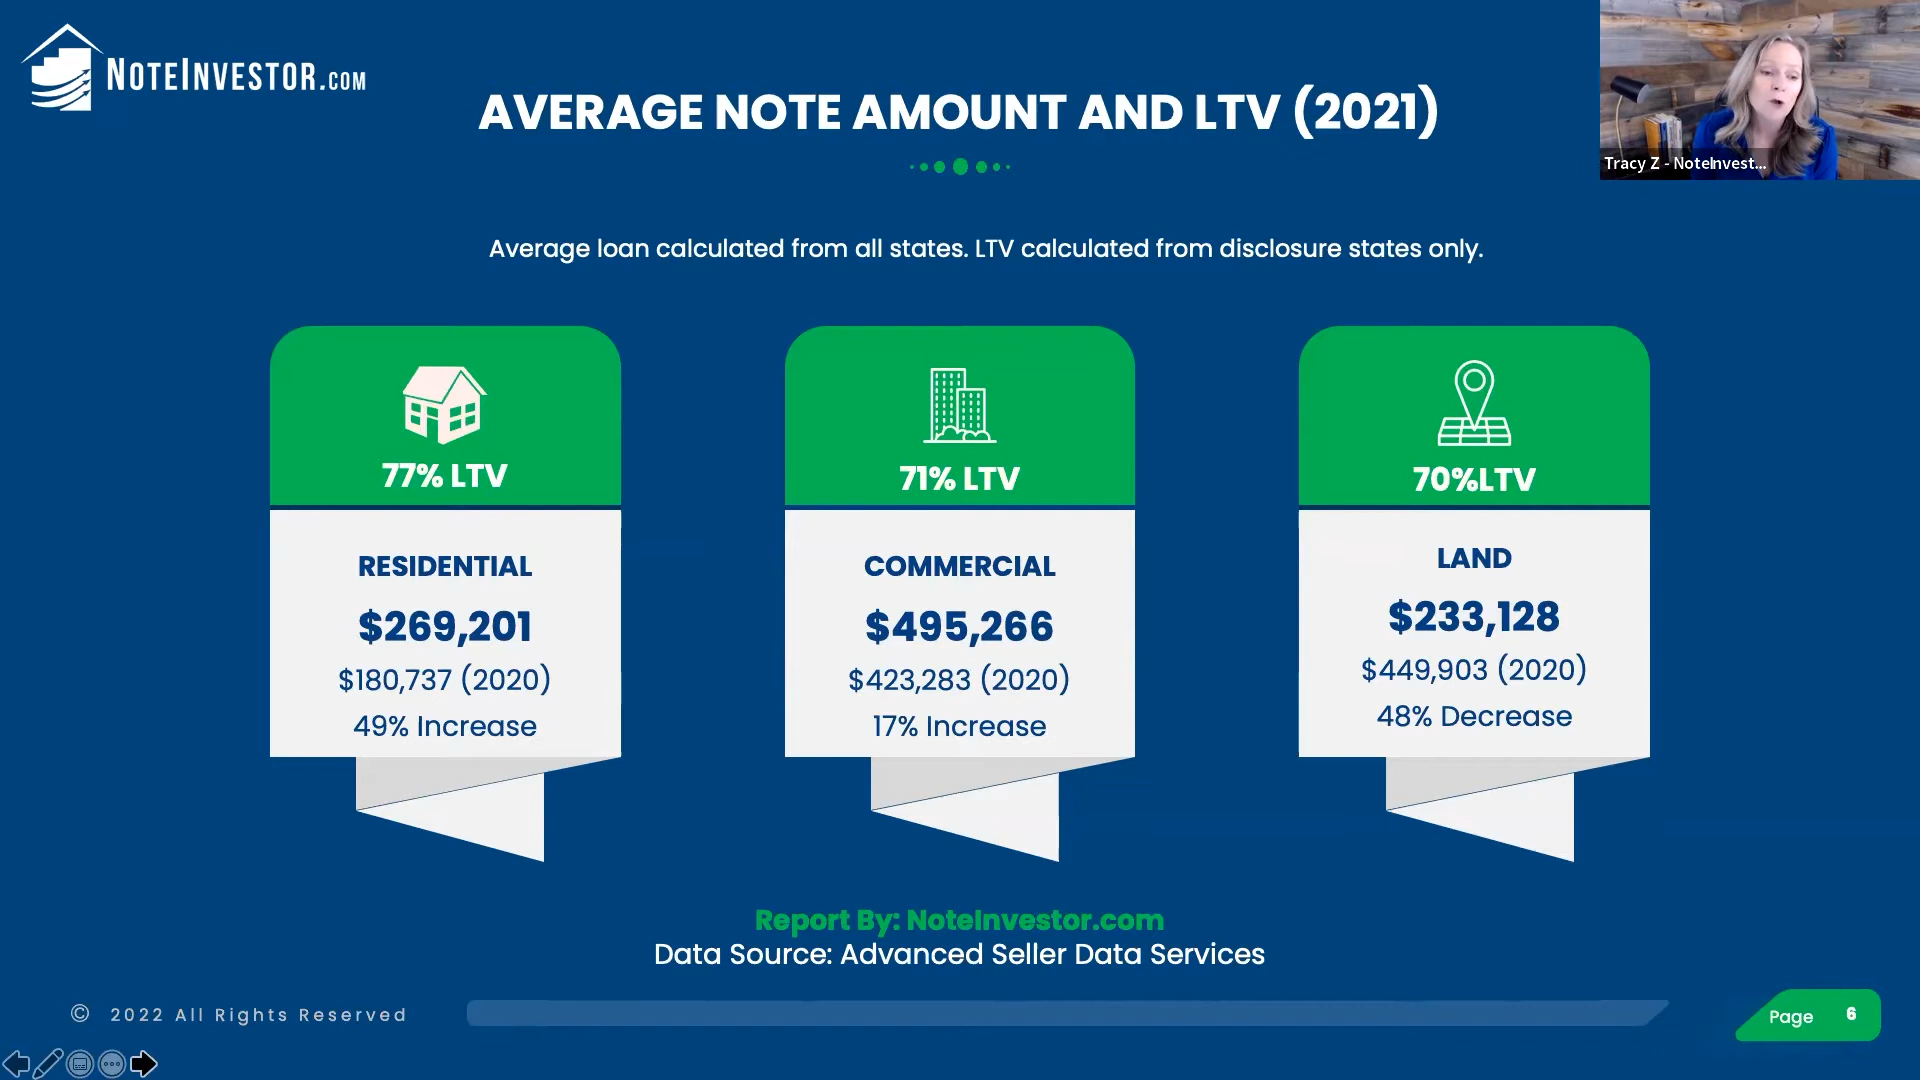 NOTEINVESTOR.COM
AVERAGE NOTE AMOUNT AND LTV (2021)
Tracy Z - NoteInvest...
Average loan calculated from all states. LTV calculated from disclosure states only.
77% LTV
RESIDENTIAL
$269,201
$180,737 (2020)
49% Increase
71% LTV
COMMERCIAL
$495,266
$423,283 (2020)
17% Increase
70%LTV
LAND
$233,128
$449,903 (2020)
48% Decrease
Report By: NoteInvestor.com
Data Source: Advanced Seller Data Services
© 2022 All Rights Reserved
Page 6